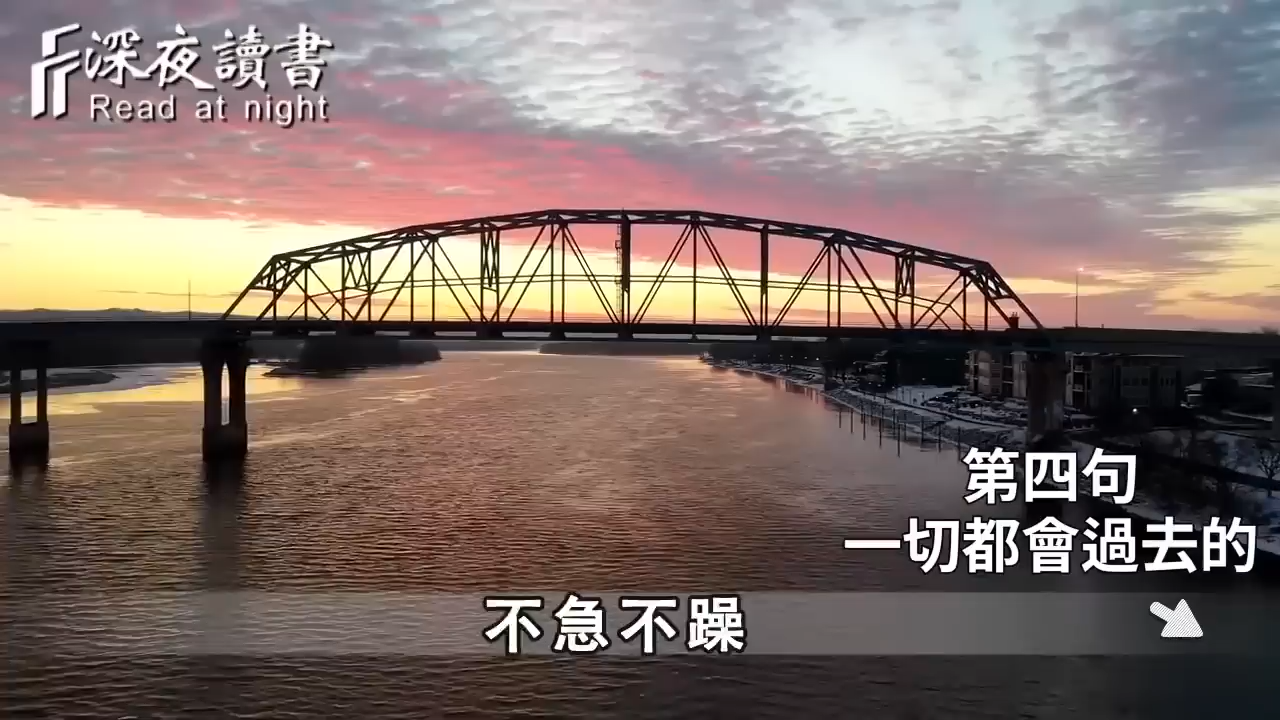 深夜讀書
Read at night
第四句
一切都會過去的
不急不躁